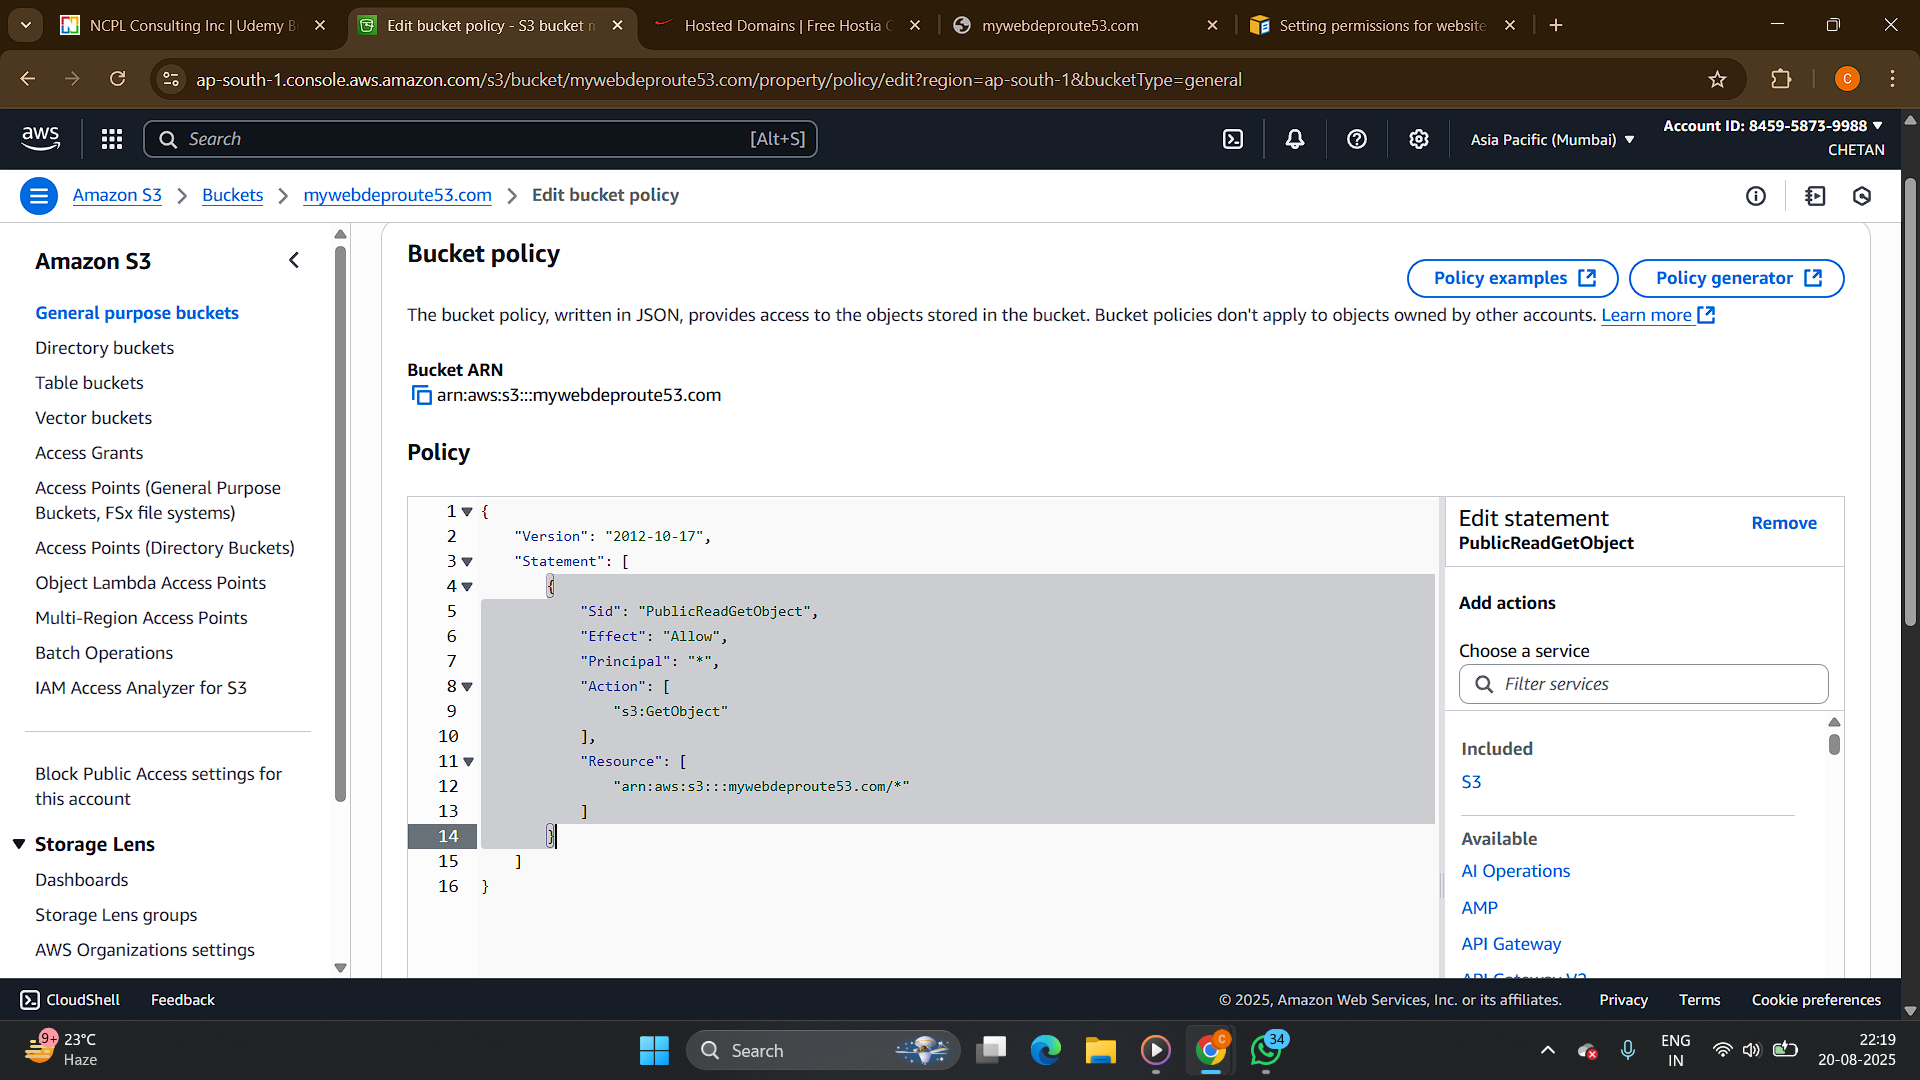 NCPL Consulting Inc | Udemy B
Edit bucket policy - S3 bucket m
Hosted Domains | Free Hostia C
mywebdeproute53.com
Setting permissions for website
ap-south-1.console.aws.amazon.com/s3/bucket/mywebdeproute53.com/property/policy/edit?region=ap-south-1&bucketType=general
C
aws
Search
[Alt+S]
Asia Pacific (Mumbai)
Account ID: 8459-5873-9988
CHETAN
Amazon S3
Buckets
mywebdeproute53.com
Edit bucket policy
Amazon S3
General purpose buckets
Directory buckets
Table buckets
Vector buckets
Access Grants
Access Points (General Purpose
Buckets, FSx file systems)
Access Points (Directory Buckets)
Object Lambda Access Points
Multi-Region Access Points
Batch Operations
IAM Access Analyzer for S3
Block Public Access settings for
this account
Storage Lens
Dashboards
Storage Lens groups
AWS Organizations settings
Bucket policy
Policy examples
Policy generator
The bucket policy, written in JSON, provides access to the objects stored in the bucket. Bucket policies don't apply to objects owned by other accounts. Learn more
Bucket ARN
arn:aws:s3:::mywebdeproute53.com
Policy
1 {
2 "Version": "2012-10-17",
3 "Statement": [
4 {
5 "Sid": "PublicReadGetObject",
6 "Effect": "Allow",
7 "Principal": "*",
8 "Action": [
9 "s3:GetObject"
10 ],
11 "Resource": [
12 "arn:aws:s3:::mywebdeproute53.com/*"
13 ]
14 }
15 ]
16 }
Edit statement
Remove
PublicReadGetObject
Add actions
Choose a service
Filter services
Included
S3
Available
AI Operations
AMP
API Gateway
API Gateway V2
CloudShell
Feedback
© 2025, Amazon Web Services, Inc. or its affiliates.
Privacy
Terms
Cookie preferences
9+
23°C
Haze
Search
C
34
ENG
IN
22:19
20-08-2025